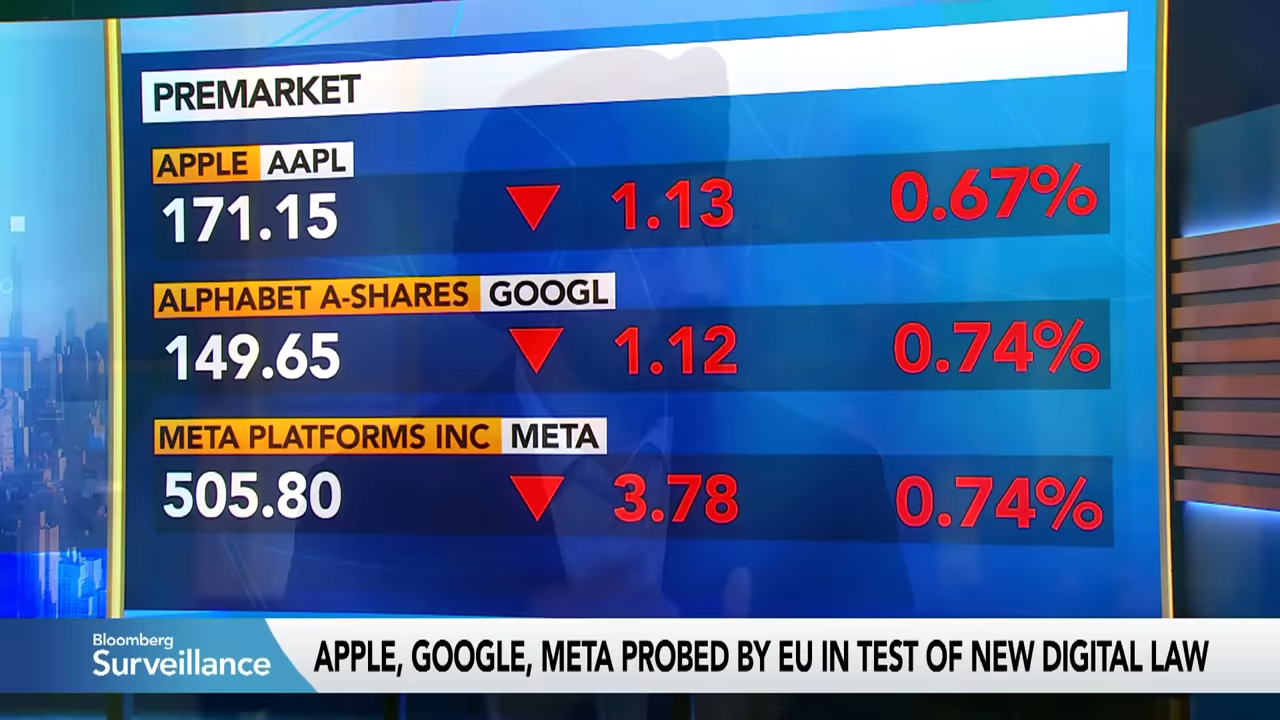 PREMARKET
APPLE AAPL
171.15 ▼ 1.13 0.67%
ALPHABET A-SHARES GOOGL
149.65 ▼ 1.12 0.74%
META PLATFORMS INC META
505.80 ▼ 3.78 0.74%
Bloomberg
Surveillance
APPLE, GOOGLE, META PROBED BY EU IN TEST OF NEW DIGITAL LAW